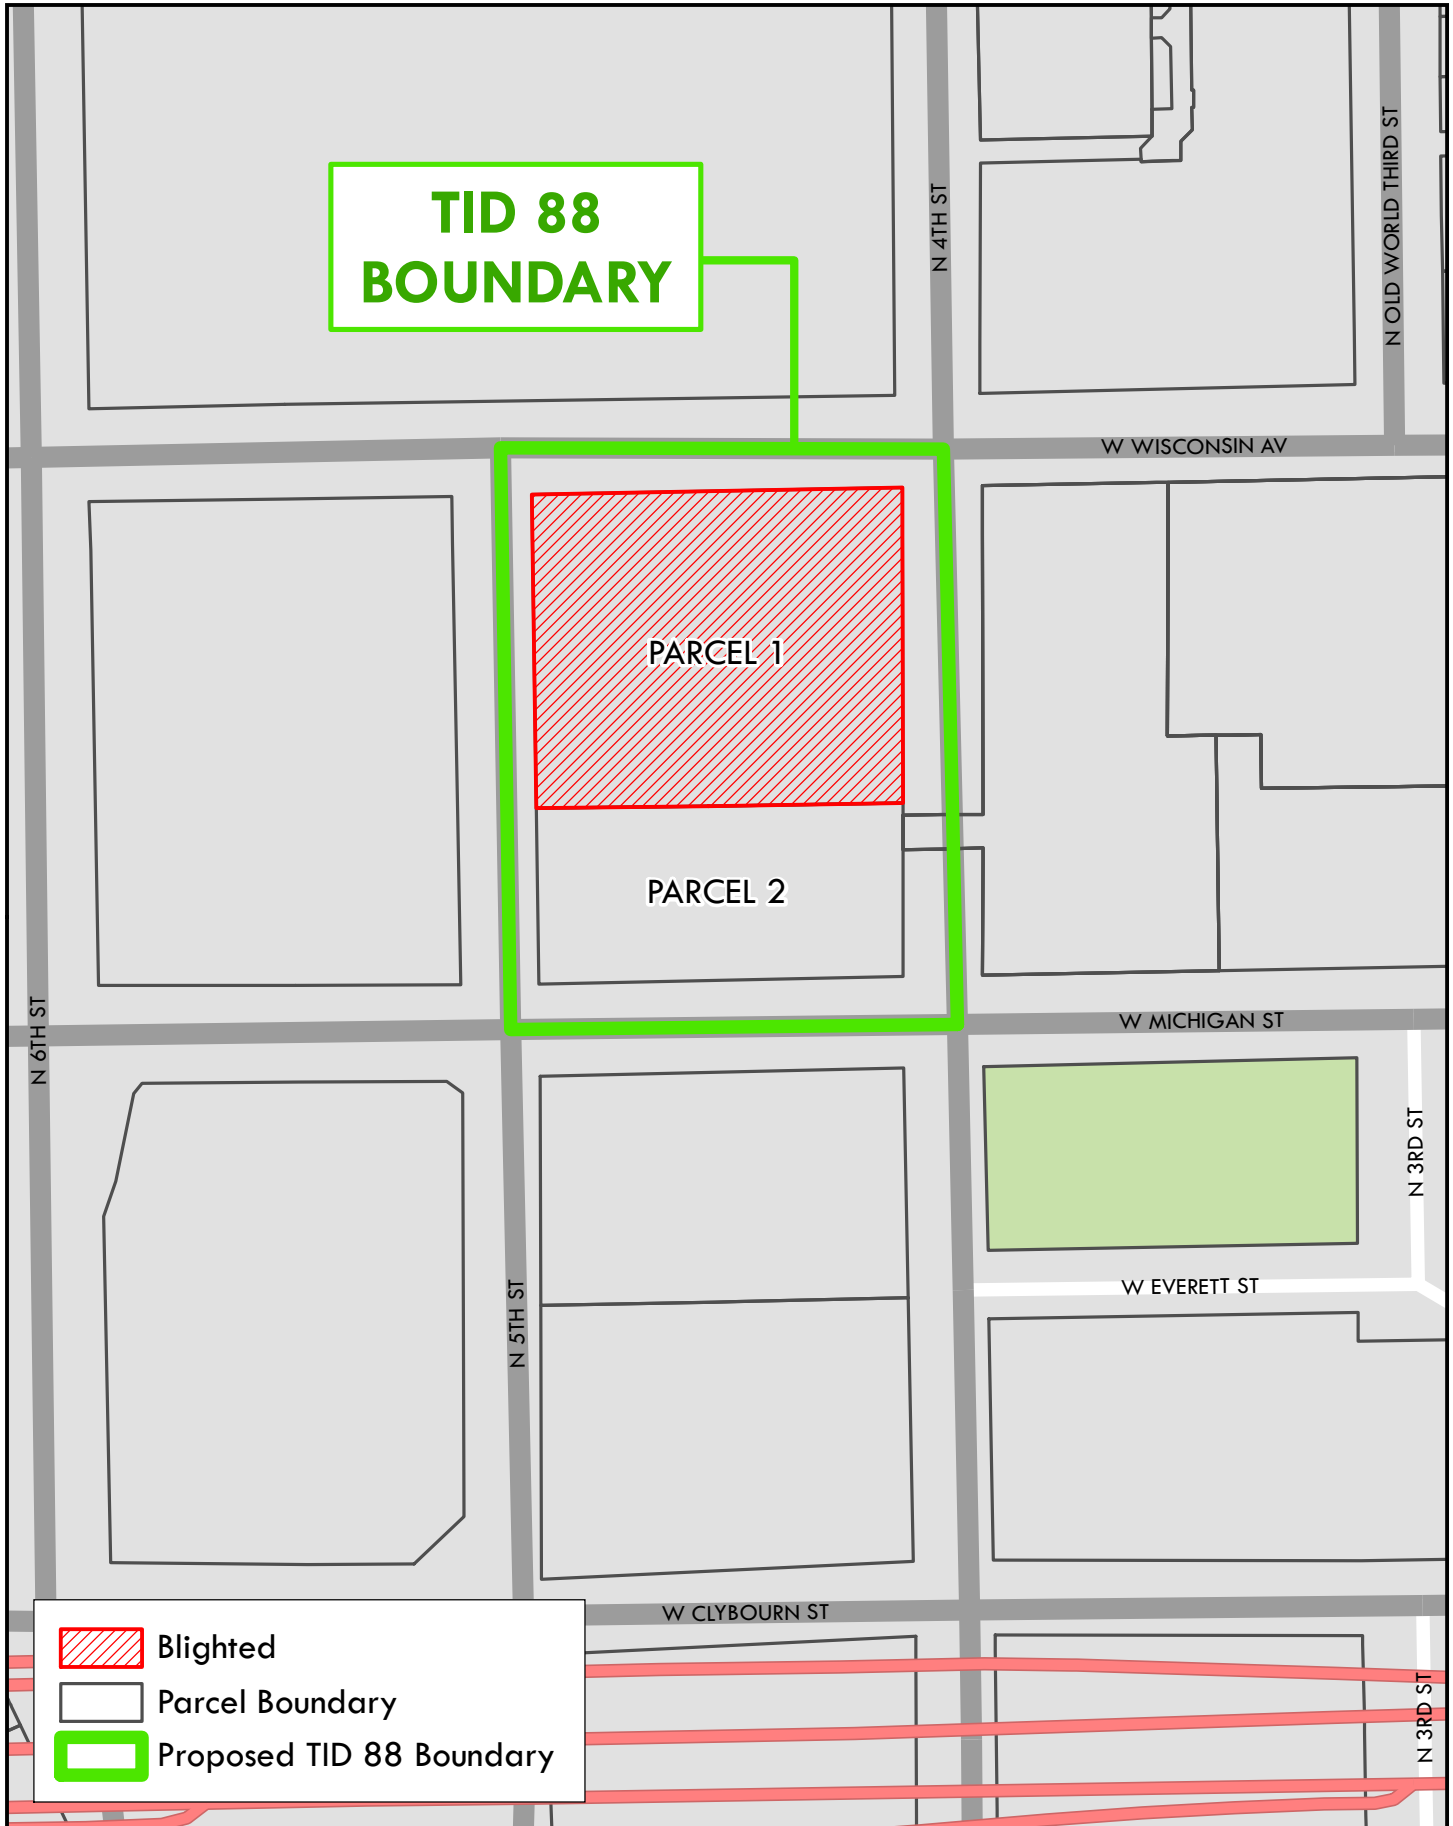 N OLD WORLD THIRD ST
N 4TH ST
TID 88
BOUNDARY
W WISCONSIN AV
PARCEL 1
PARCEL 2
N 6TH ST
W MICHIGAN ST
N 3RD ST
W EVERETT ST
N 5TH ST
W CLYBOURN ST
N 3RD ST
Blighted
Parcel Boundary
Proposed TID 88 Boundary